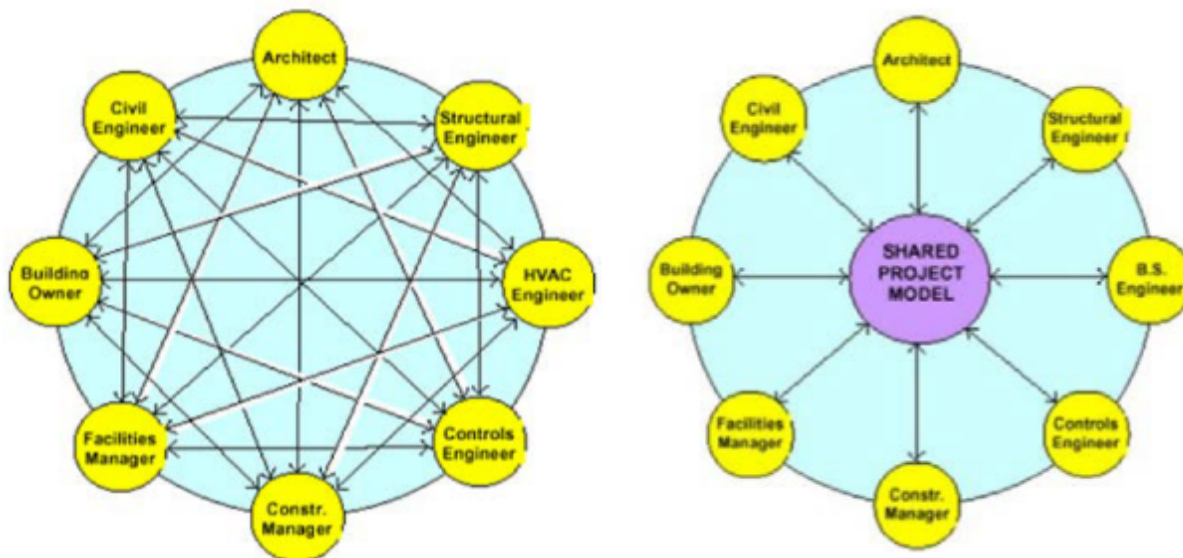 Architect
Civil
Engineer
Structural
Engineer
Building
Owner
HVAC
Engineer
Facilities
Manager
Controls
Engineer
Constr.
Manager
Architect
Civil
Engineer
Structural
Engineer
Building
Owner
SHARED
PROJECT
MODEL
B.S.
Engineer
Facilities
Manager
Controls
Engineer
Constr.
Manager